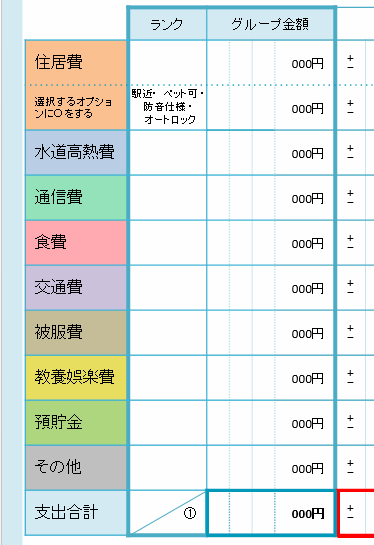 ランク グループ金額
住居費 000円 ±
選択するオプショ
ンに○をする
駅近・ペット可・
防音仕様・
オートロック
000円 ±
水道高熱費 000円 ±
通信費 000円 ±
食費 000円 ±
交通費 000円 ±
被服費 000円 ±
教養娯楽費 000円 ±
預貯金 000円 ±
その他 000円 ±
支出合計 ① 000円 ±